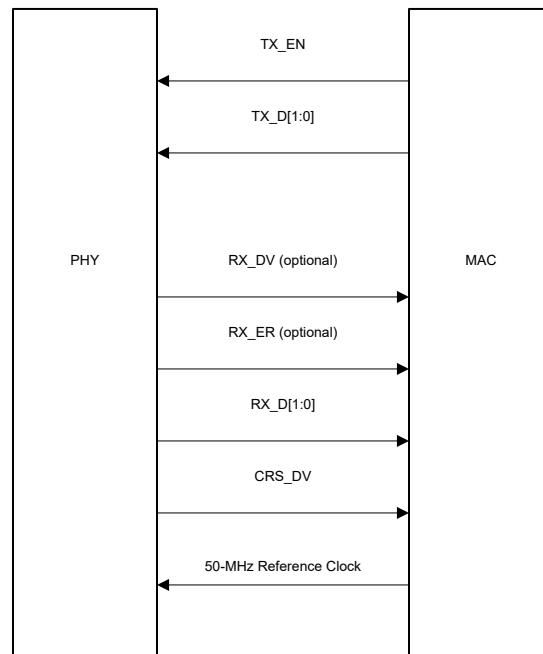 TX_EN
TX_D[1:0]
PHY
RX_DV (optional)
MAC
RX_ER (optional)
RX_D[1:0]
CRS_DV
50-MHz Reference Clock